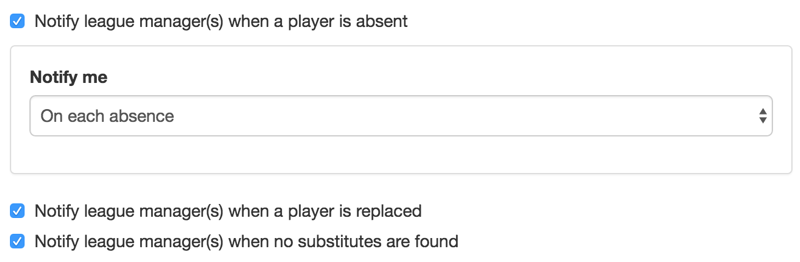 Notify league manager(s) when a player is absent
Notify me
On each absence
Notify league manager(s) when a player is replaced
Notify league manager(s) when no substitutes are found